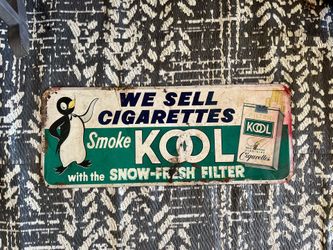 WE SELL
CIGARETTES
Smoke KOOL
with the SNOW-FRESH FILTER
KOOL
Cigarettes